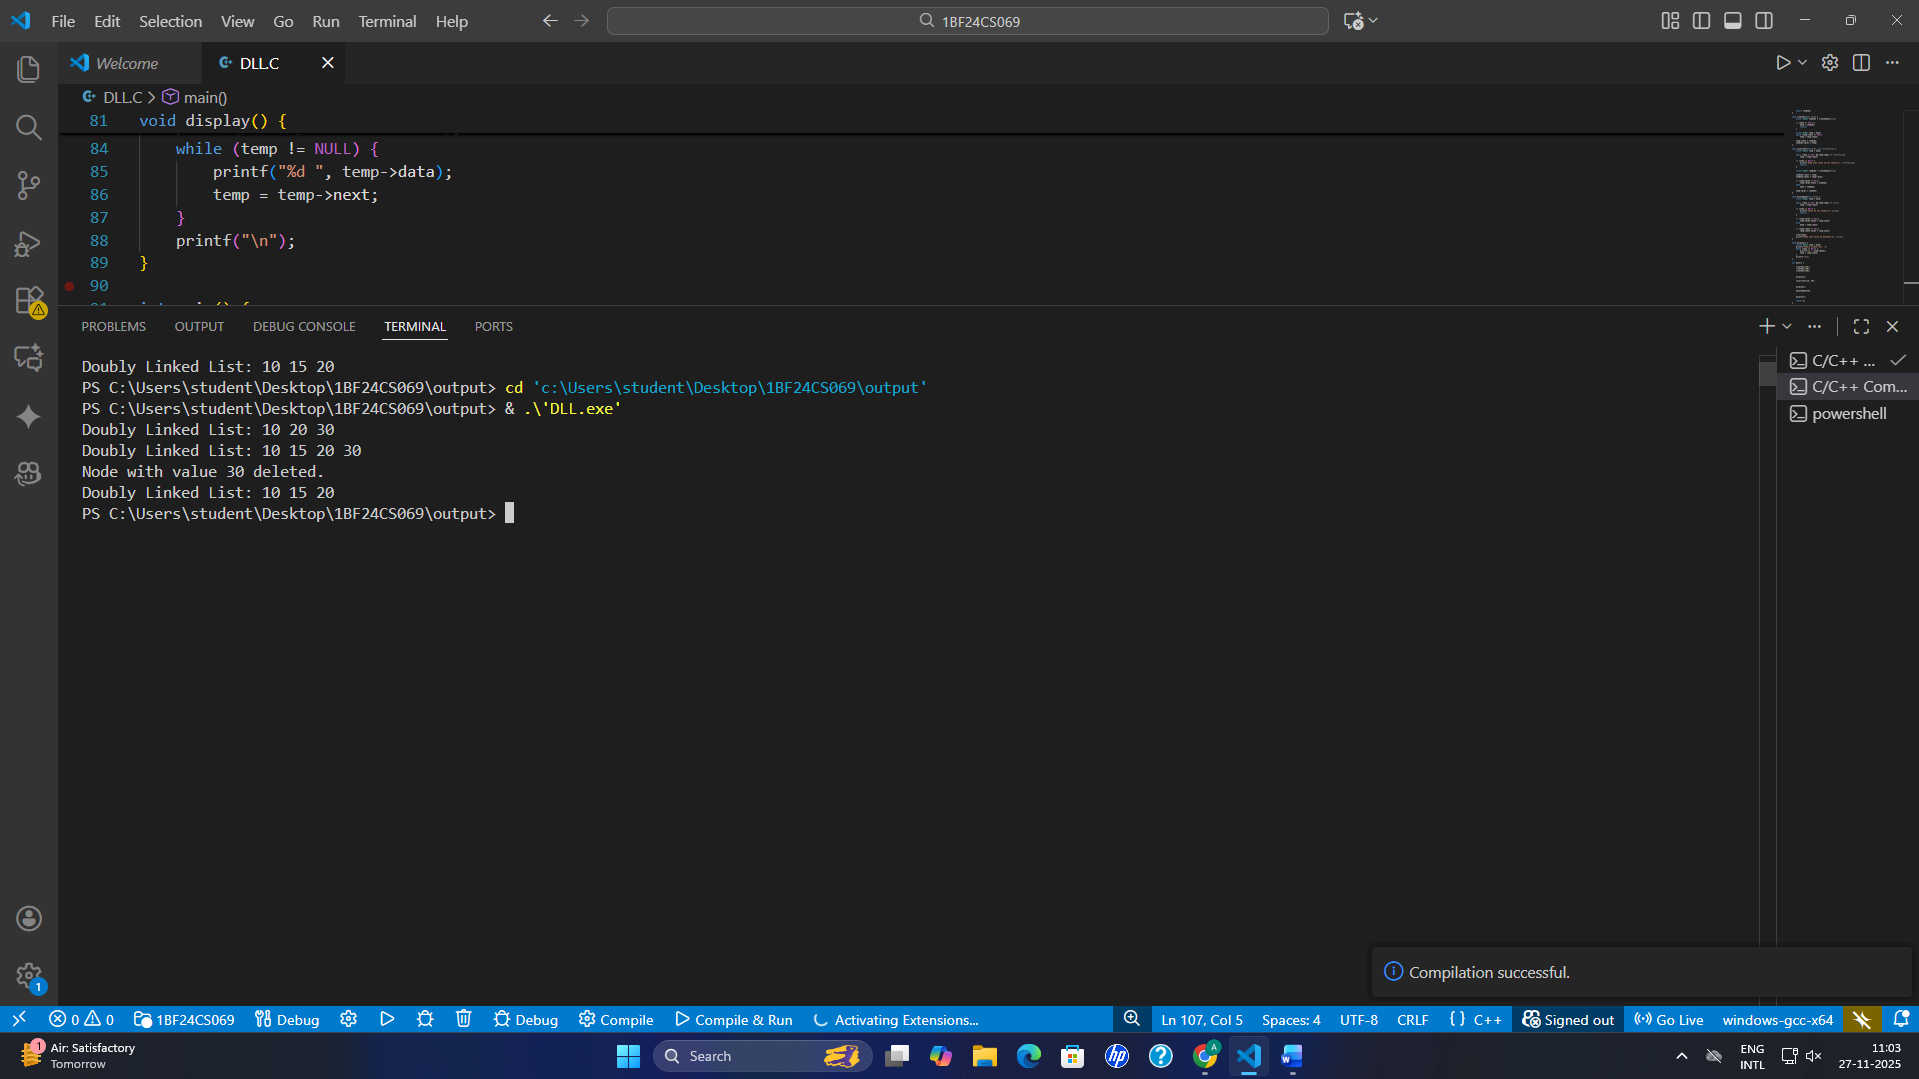 File Edit Selection View Go Run Terminal Help
1BF24CS069
Welcome
DLL.C
DLL.C > main()
81 void display() {
84 while (temp != NULL) {
85 printf("%d ", temp->data);
86 temp = temp->next;
87 }
88 printf("\n");
89 }
90
PROBLEMS OUTPUT DEBUG CONSOLE TERMINAL PORTS
Doubly Linked List: 10 15 20
PS C:\Users\student\Desktop\1BF24CS069\output> cd 'c:\Users\student\Desktop\1BF24CS069\output'
PS C:\Users\student\Desktop\1BF24CS069\output> & .\'DLL.exe'
Doubly Linked List: 10 20 30
Doubly Linked List: 10 15 20 30
Node with value 30 deleted.
Doubly Linked List: 10 15 20
PS C:\Users\student\Desktop\1BF24CS069\output>
C/C++ ...
C/C++ Com...
powershell
Compilation successful.
1
0 0 1BF24CS069 Debug Debug Compile Compile & Run Activating Extensions... Ln 107, Col 5 Spaces: 4 UTF-8 CRLF {} C++ Signed out Go Live windows-gcc-x64
1
Air: Satisfactory
Tomorrow
Search
A
ENG
INTL
11:03
27-11-2025